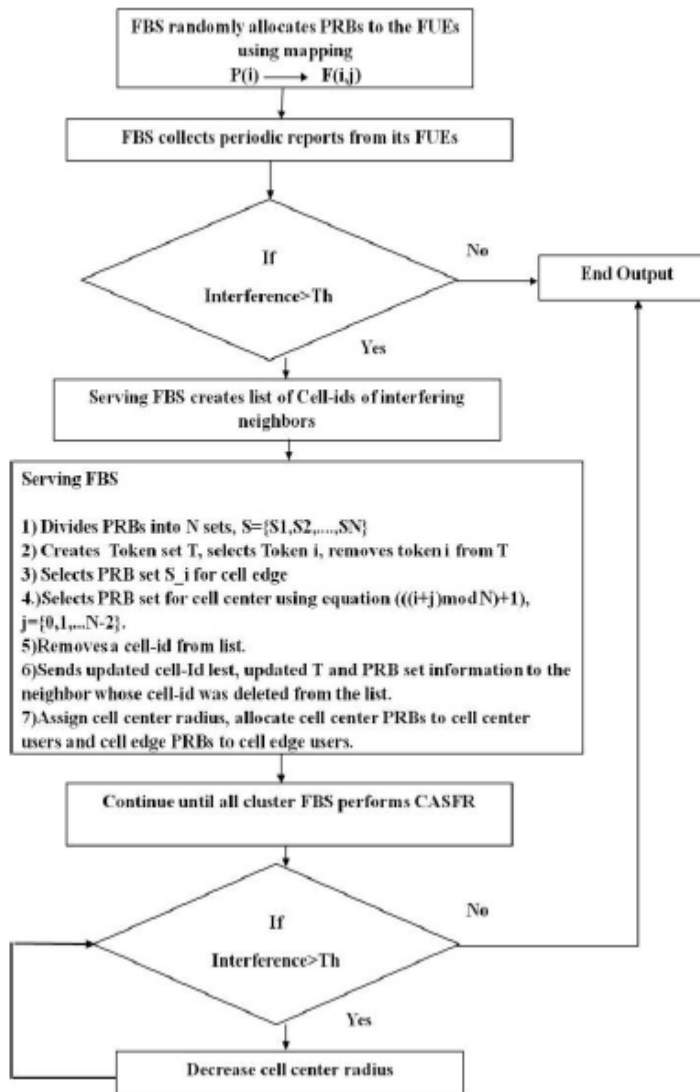 FBS randomly allocates PRBs to the FUEs
using mapping
P(i) → F(i,j)
FBS collects periodic reports from its FUEs
If
Interference>Th
No
End Output
Yes
Serving FBS creates list of Cell-ids of interfering
neighbors
Serving FBS
1) Divides PRBs into N sets, S={S1,S2,....,SN}
2) Creates Token set T, selects Token i, removes token i from T
3) Selects PRB set S_i for cell edge
4.)Selects PRB set for cell center using equation (((i+j)mod N)+1),
j={0,1,...N-2}.
5)Removes a cell-id from list.
6)Sends updated cell-Id lest, updated T and PRB set information to the
neighbor whose cell-id was deleted from the list.
7)Assign cell center radius, allocate cell center PRBs to cell center
users and cell edge PRBs to cell edge users.
Continue until all cluster FBS performs CASFR
If
Interference>Th
No
Yes
Decrease cell center radius